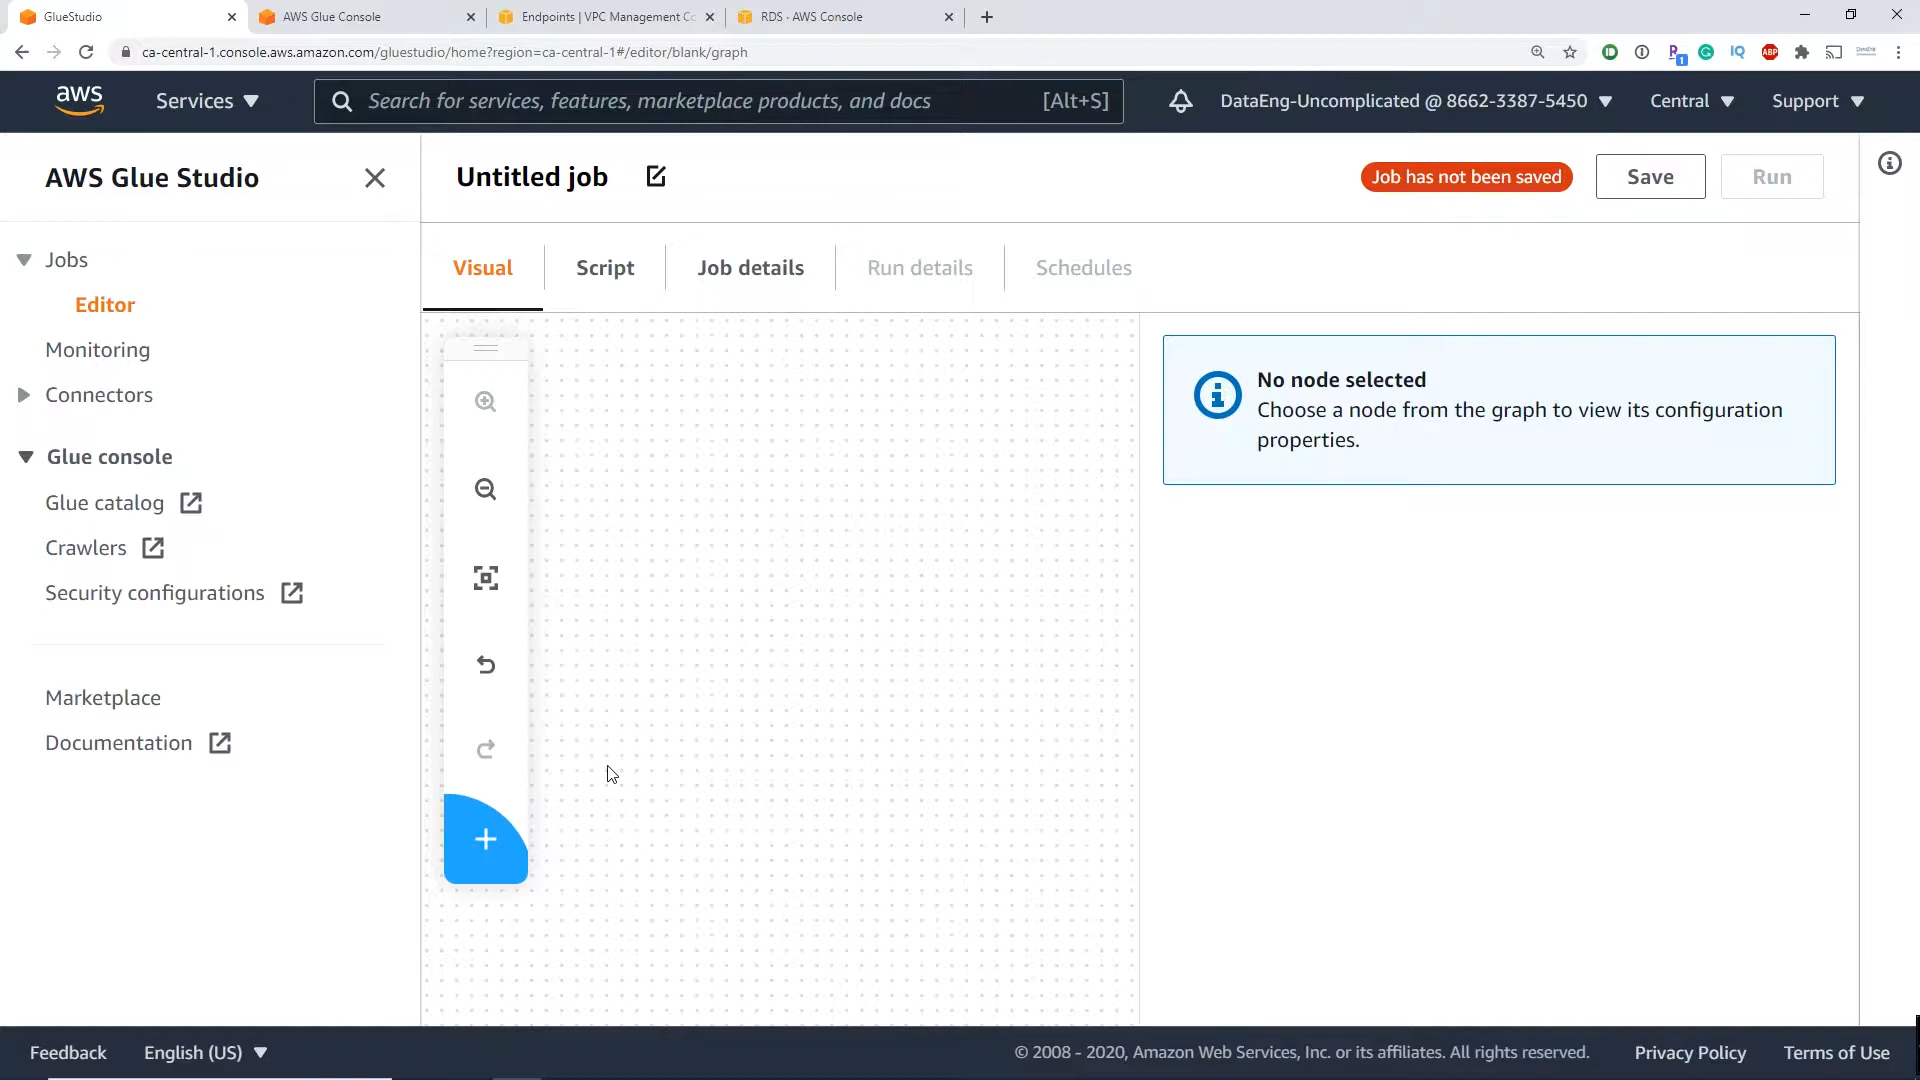 GlueStudio
AWS Glue Console
Endpoints | VPC Management Co
RDS · AWS Console
ca-central-1.console.aws.amazon.com/gluestudio/home?region=ca-central-1#/editor/blank/graph
1
IQ
ABP
aws
Services
Search for services, features, marketplace products, and docs
[Alt+S]
DataEng-Uncomplicated @ 8662-3387-5450
Central
Support
AWS Glue Studio
Untitled job
Job has not been saved
Save
Run
Jobs
Editor
Monitoring
Connectors
Glue console
Glue catalog
Crawlers
Security configurations
Marketplace
Documentation
Visual
Script
Job details
Run details
Schedules
No node selected
Choose a node from the graph to view its configuration
properties.
Feedback
English (US)
© 2008 - 2020, Amazon Web Services, Inc. or its affiliates. All rights reserved.
Privacy Policy
Terms of Use